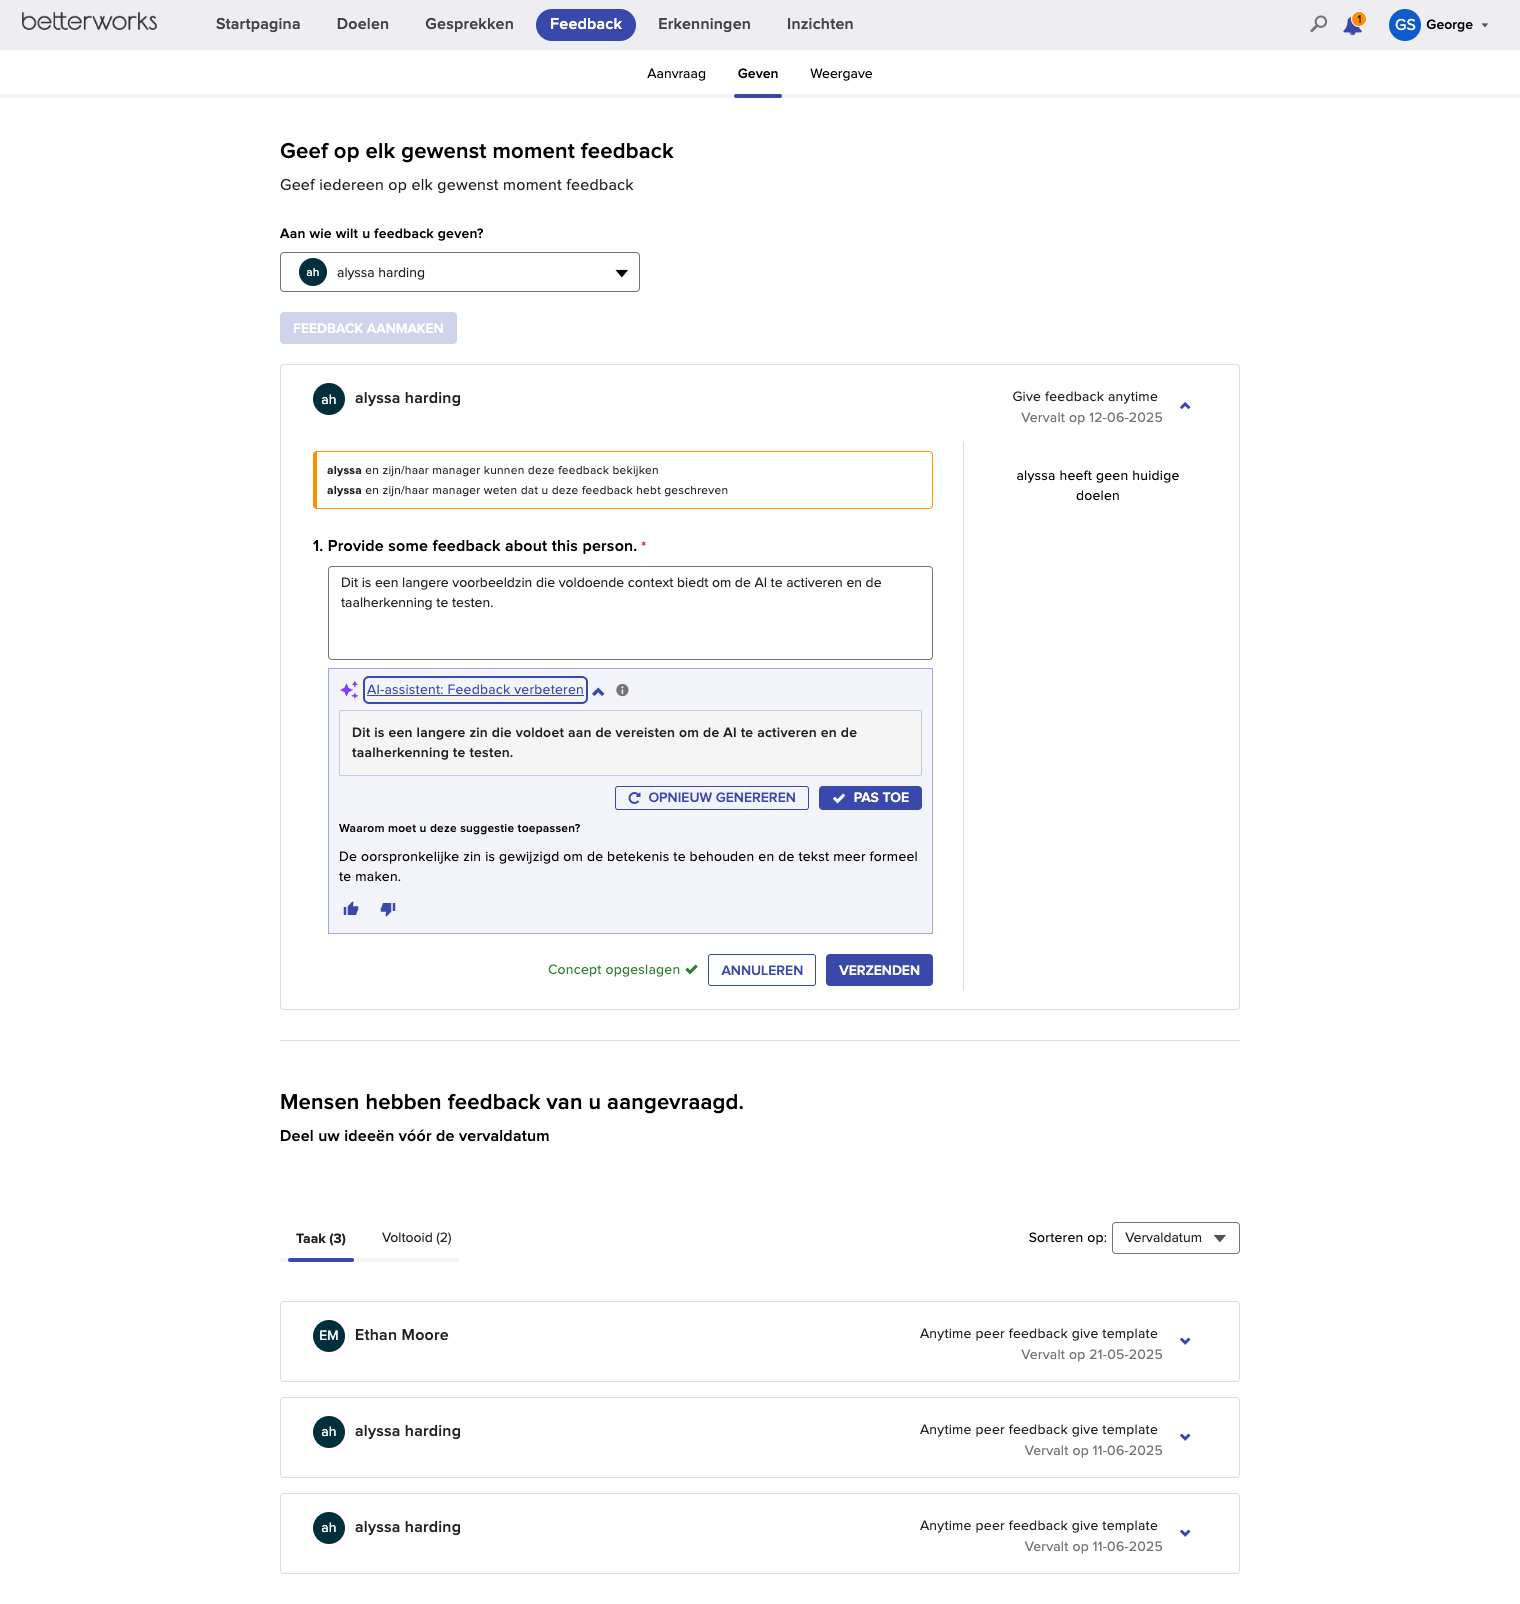 betterworks
Startpagina
Doelen
Gesprekken
Feedback
Erkenningen
Inzichten
1
GS
George
Aanvraag
Geven
Weergave
Geef op elk gewenst moment feedback
Geef iedereen op elk gewenst moment feedback
Aan wie wilt u feedback geven?
ah alyssa harding
FEEDBACK AANMAKEN
ah alyssa harding
Give feedback anytime
Vervalt op 12-06-2025
alyssa en zijn/haar manager kunnen deze feedback bekijken
alyssa en zijn/haar manager weten dat u deze feedback hebt geschreven
alyssa heeft geen huidige
doelen
1. Provide some feedback about this person. *
Dit is een langere voorbeeldzin die voldoende context biedt om de AI te activeren en de
taalherkenning te testen.
AI-assistent: Feedback verbeteren
Dit is een langere zin die voldoet aan de vereisten om de AI te activeren en de
taalherkenning te testen.
OPNIEUW GENEREREN
PAS TOE
Waarom moet u deze suggestie toepassen?
De oorspronkelijke zin is gewijzigd om de betekenis te behouden en de tekst meer formeel
te maken.
Concept opgeslagen
ANNULEREN
VERZENDEN
Mensen hebben feedback van u aangevraagd.
Deel uw ideeën vóór de vervaldatum
Taak (3)
Voltooid (2)
Sorteren op: Vervaldatum
EM Ethan Moore
Anytime peer feedback give template
Vervalt op 21-05-2025
ah alyssa harding
Anytime peer feedback give template
Vervalt op 11-06-2025
ah alyssa harding
Anytime peer feedback give template
Vervalt op 11-06-2025